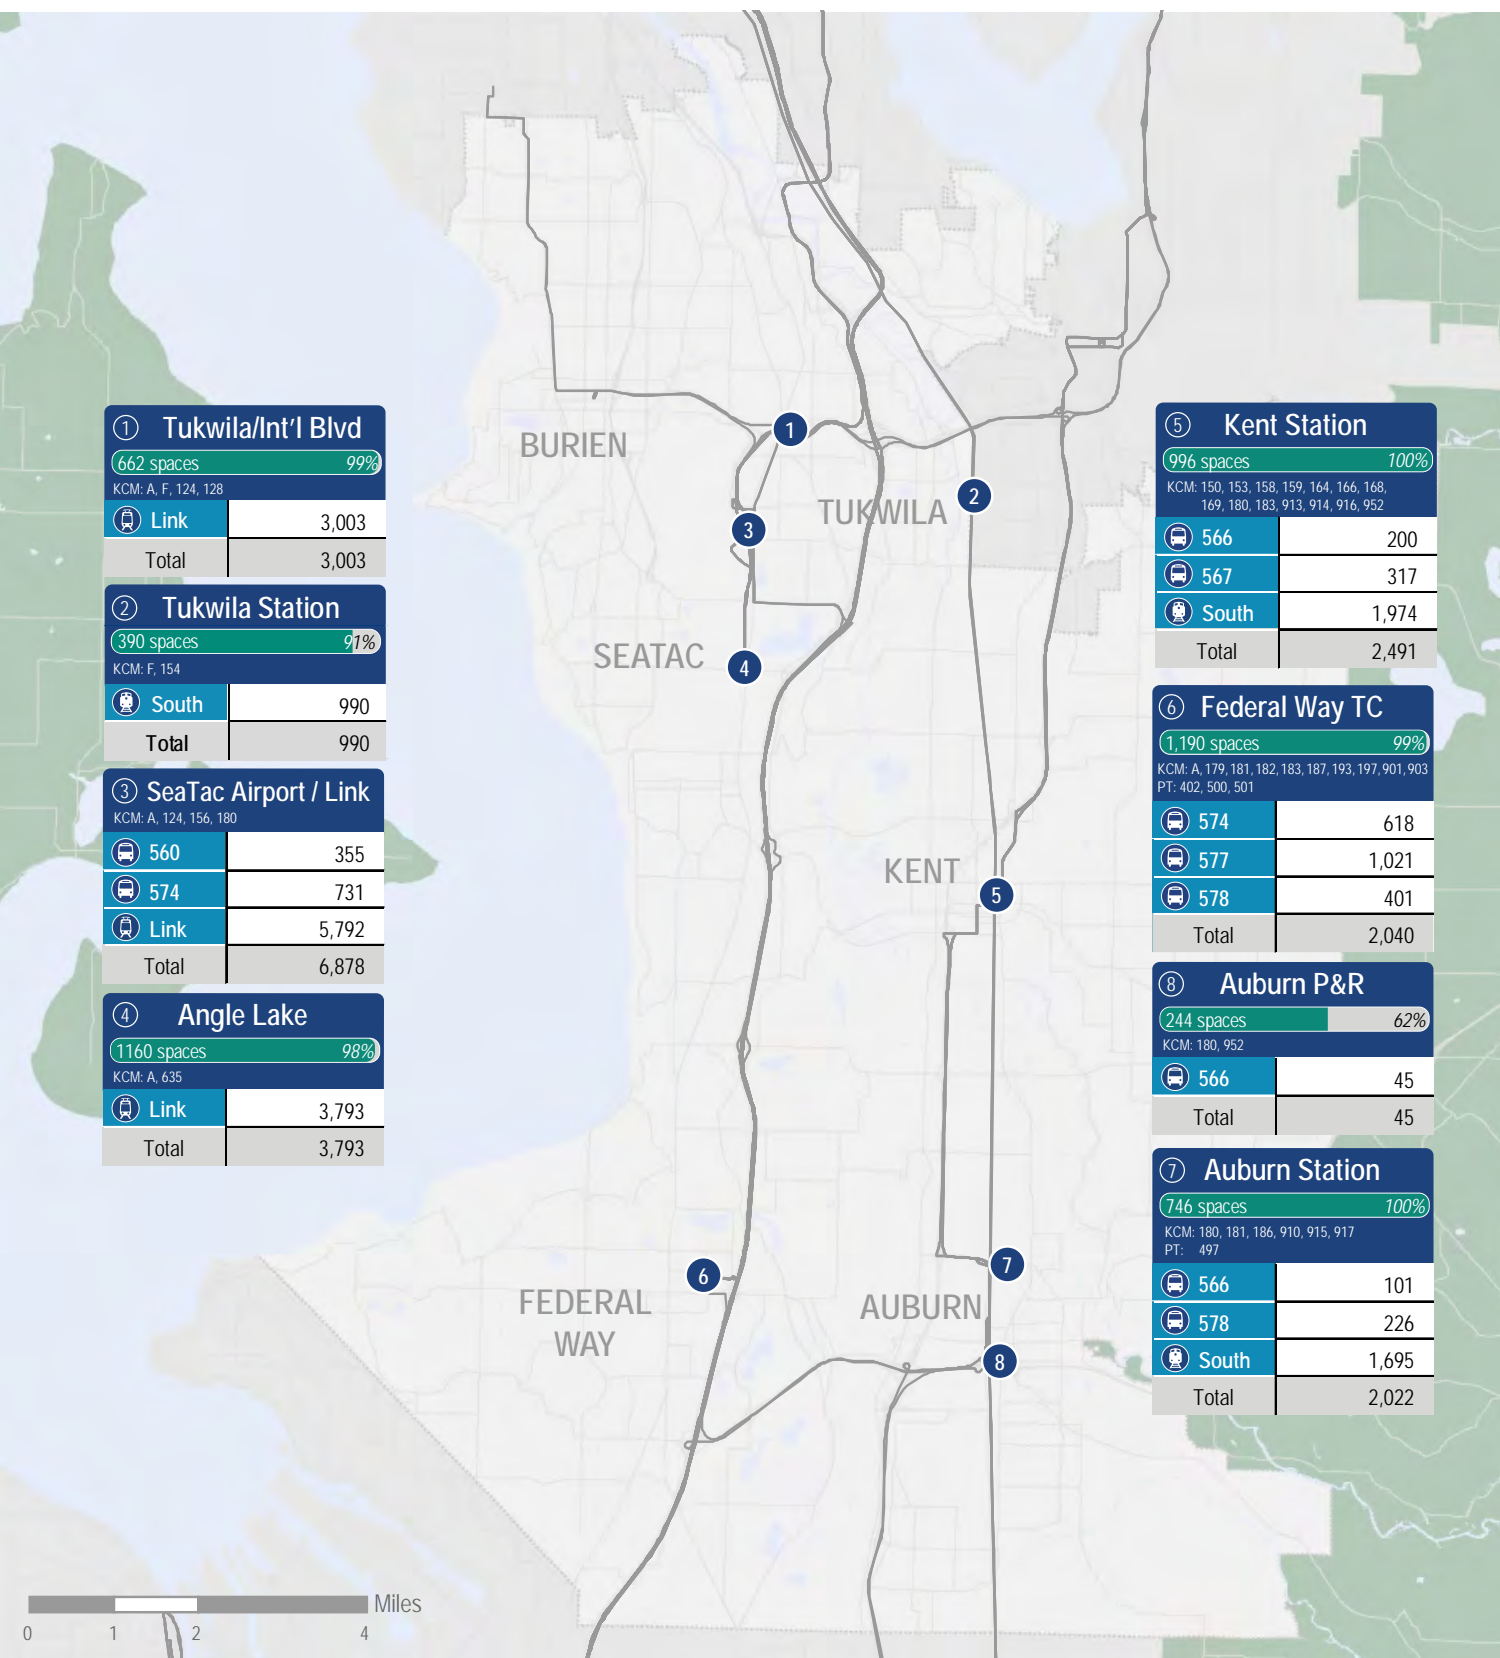 1 Tukwila/Int'l Blvd
662 spaces 99%
KCM: A, F, 124, 128
Link 3,003
Total 3,003
2 Tukwila Station
390 spaces 91%
KCM: F, 154
South 990
Total 990
3 SeaTac Airport / Link
KCM: A, 124, 156, 180
560 355
574 731
Link 5,792
Total 6,878
4 Angle Lake
1160 spaces 98%
KCM: A, 635
Link 3,793
Total 3,793
BURIEN
TUKWILA
SEATAC
KENT
FEDERAL
WAY
AUBURN
1
2
3
4
5
6
7
8
5 Kent Station
996 spaces 100%
KCM: 150, 153, 158, 159, 164, 166, 168,
169, 180, 183, 913, 914, 916, 952
566 200
567 317
South 1,974
Total 2,491
6 Federal Way TC
1,190 spaces 99%
KCM: A, 179, 181, 182, 183, 187, 193, 197, 901, 903
PT: 402, 500, 501
574 618
577 1,021
578 401
Total 2,040
8 Auburn P&R
244 spaces 62%
KCM: 180, 952
566 45
Total 45
7 Auburn Station
746 spaces 100%
KCM: 180, 181, 186, 910, 915, 917
PT: 497
566 101
578 226
South 1,695
Total 2,022
Miles
0 1 2 4